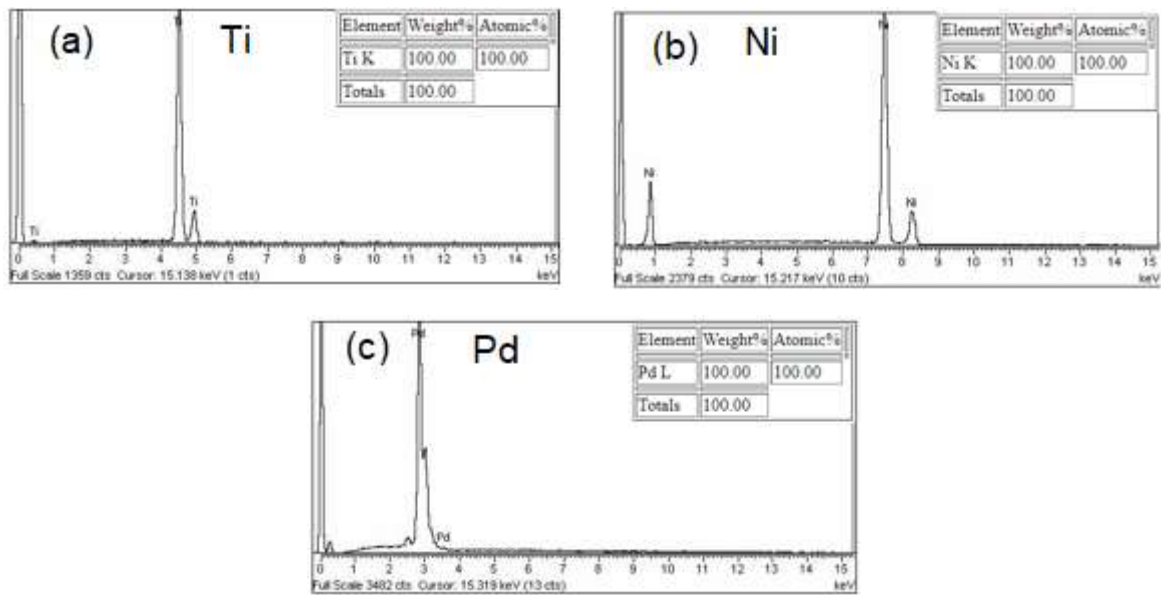 (a) Ti
Ti
Element Weight% Atomic%
Ti K 100.00 100.00
Totals 100.00
Ti
Ti
0 1 2 3 4 5 6 7 8 9 10 11 12 13 14 15
Full Scale 1359 cts Cursor: 15.138 keV (1 cts) keV
(b) Ni
Ni
Element Weight% Atomic%
Ni K 100.00 100.00
Totals 100.00
Ni
Ni
0 1 2 3 4 5 6 7 8 9 10 11 12 13 14 15
Full Scale 2379 cts Cursor: 15.217 keV (10 cts) keV
(c) Pd
Pd
Element Weight% Atomic%
Pd L 100.00 100.00
Totals 100.00
Pd
0 1 2 3 4 5 6 7 8 9 10 11 12 13 14 15
Full Scale 3482 cts Cursor: 15.319 keV (13 cts) keV